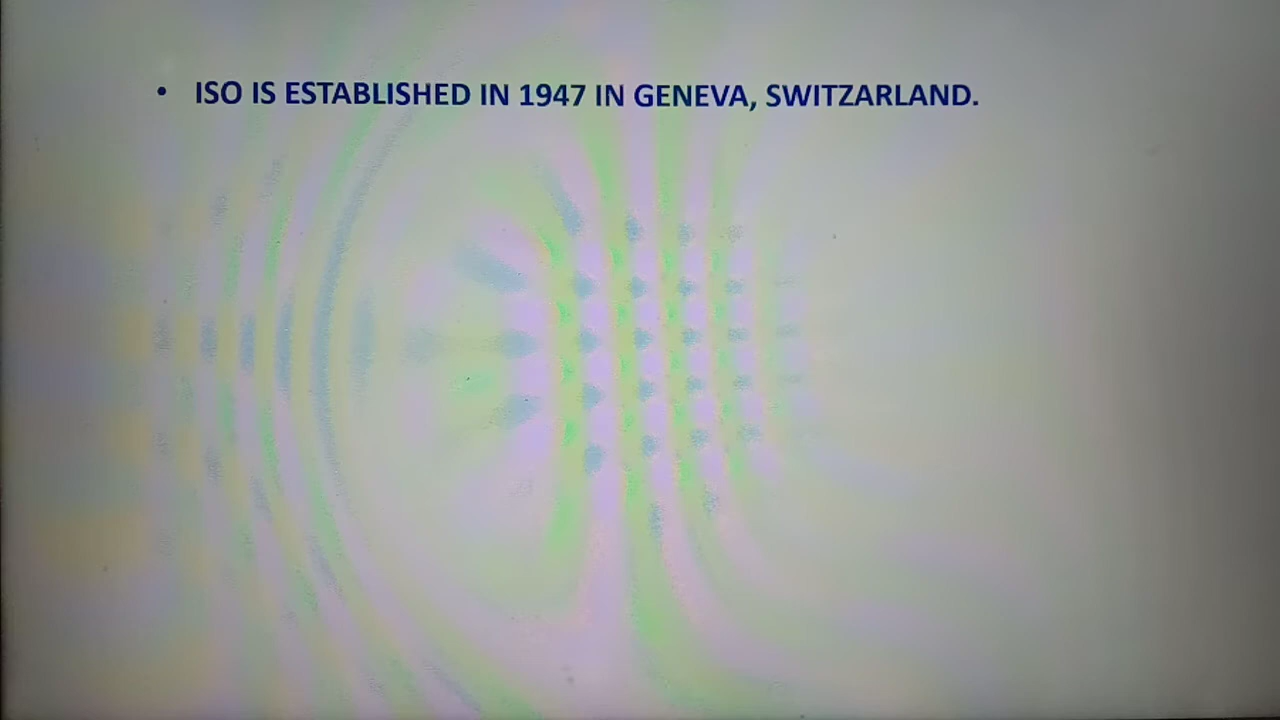 • ISO IS ESTABLISHED IN 1947 IN GENEVA, SWITZARLAND.